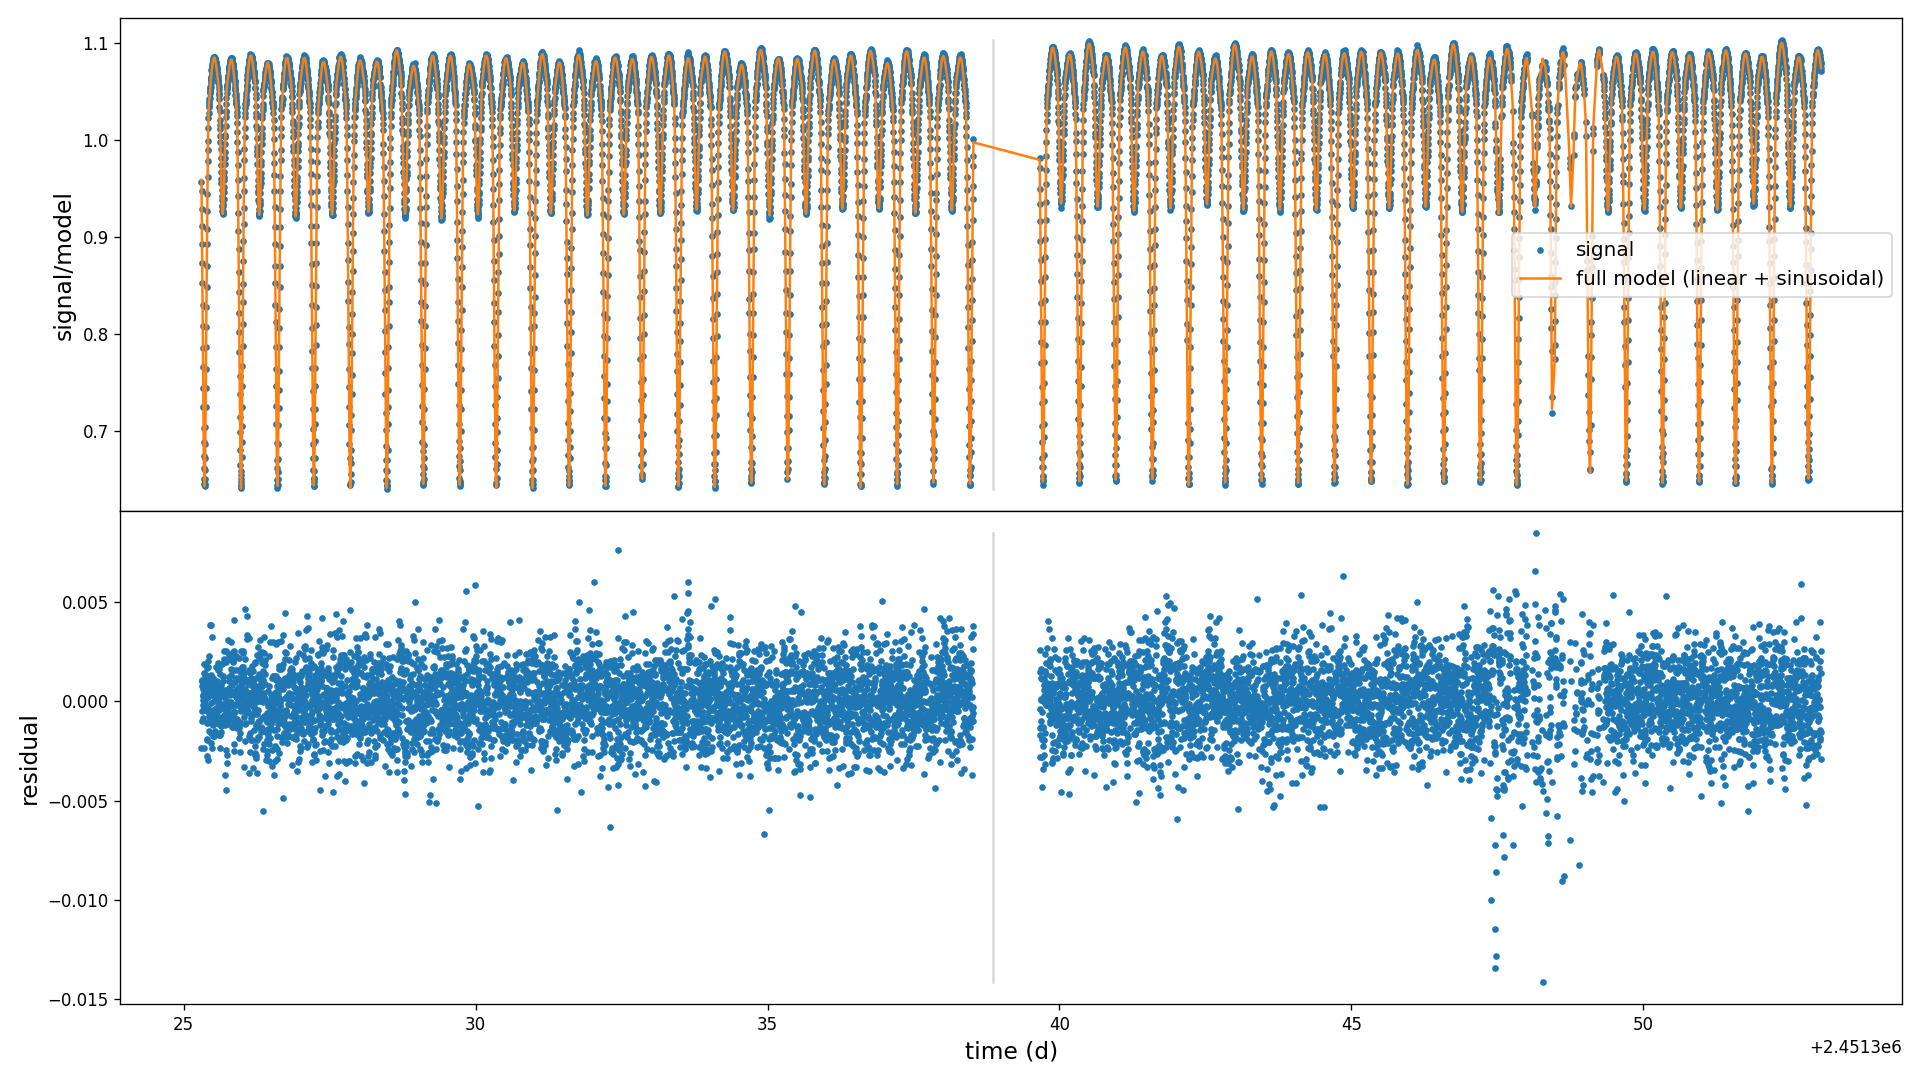 1.1
1.0
0.9
0.8
0.7
signal/model
signal
full model (linear + sinusoidal)
0.005
0.000
−0.005
−0.010
−0.015
residual
25
30
35
40
45
50
time (d)
+2.4513e6